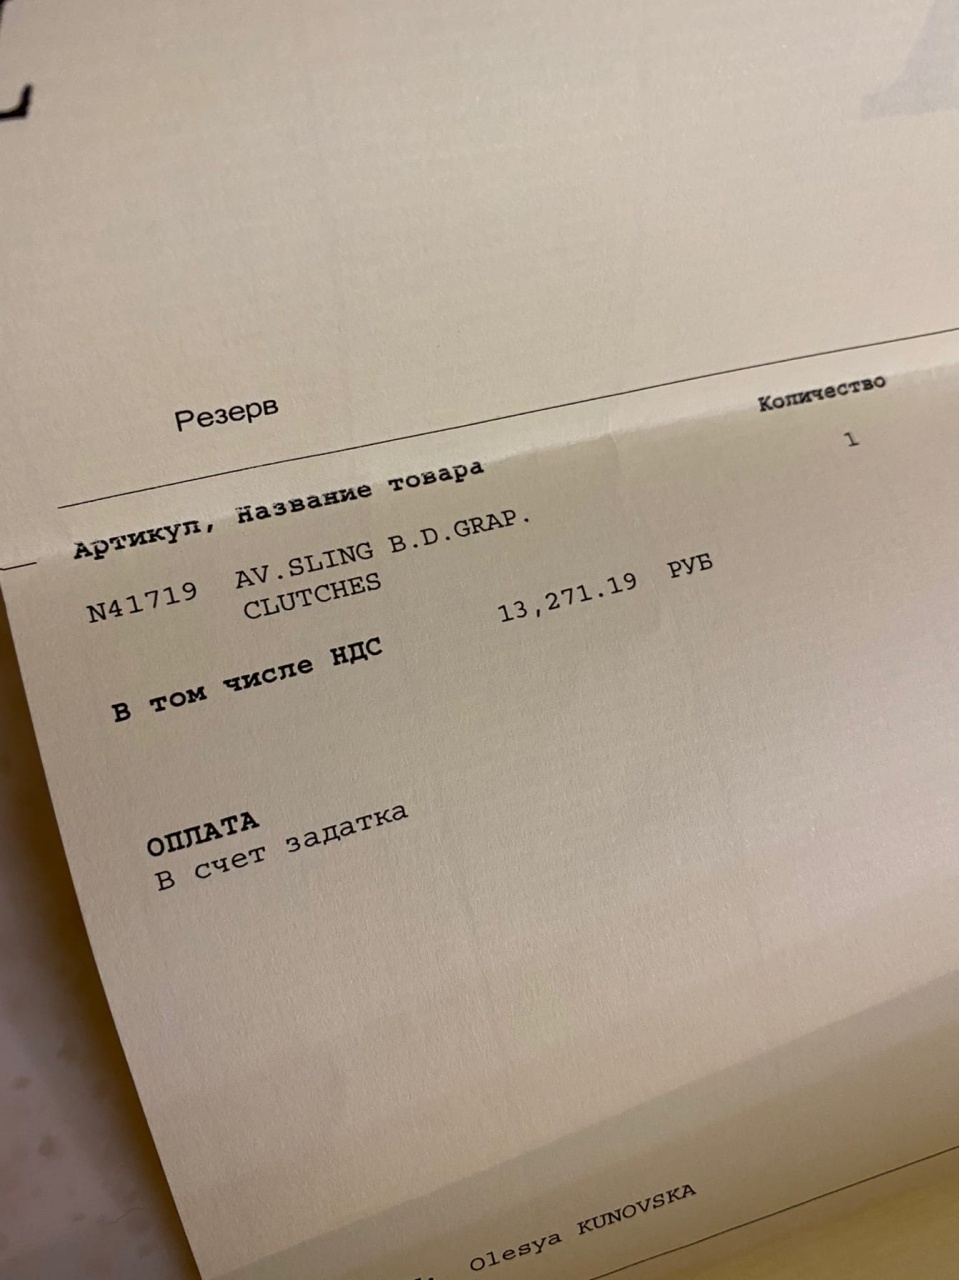 Резерв
Артикул, Название товара Количество
N41719 AV.SLING B.D.GRAP. 1
CLUTCHES
В том числе НДС 13,271.19 РУБ
ОПЛАТА
В счет задатка
Olesya KUNOVSKA